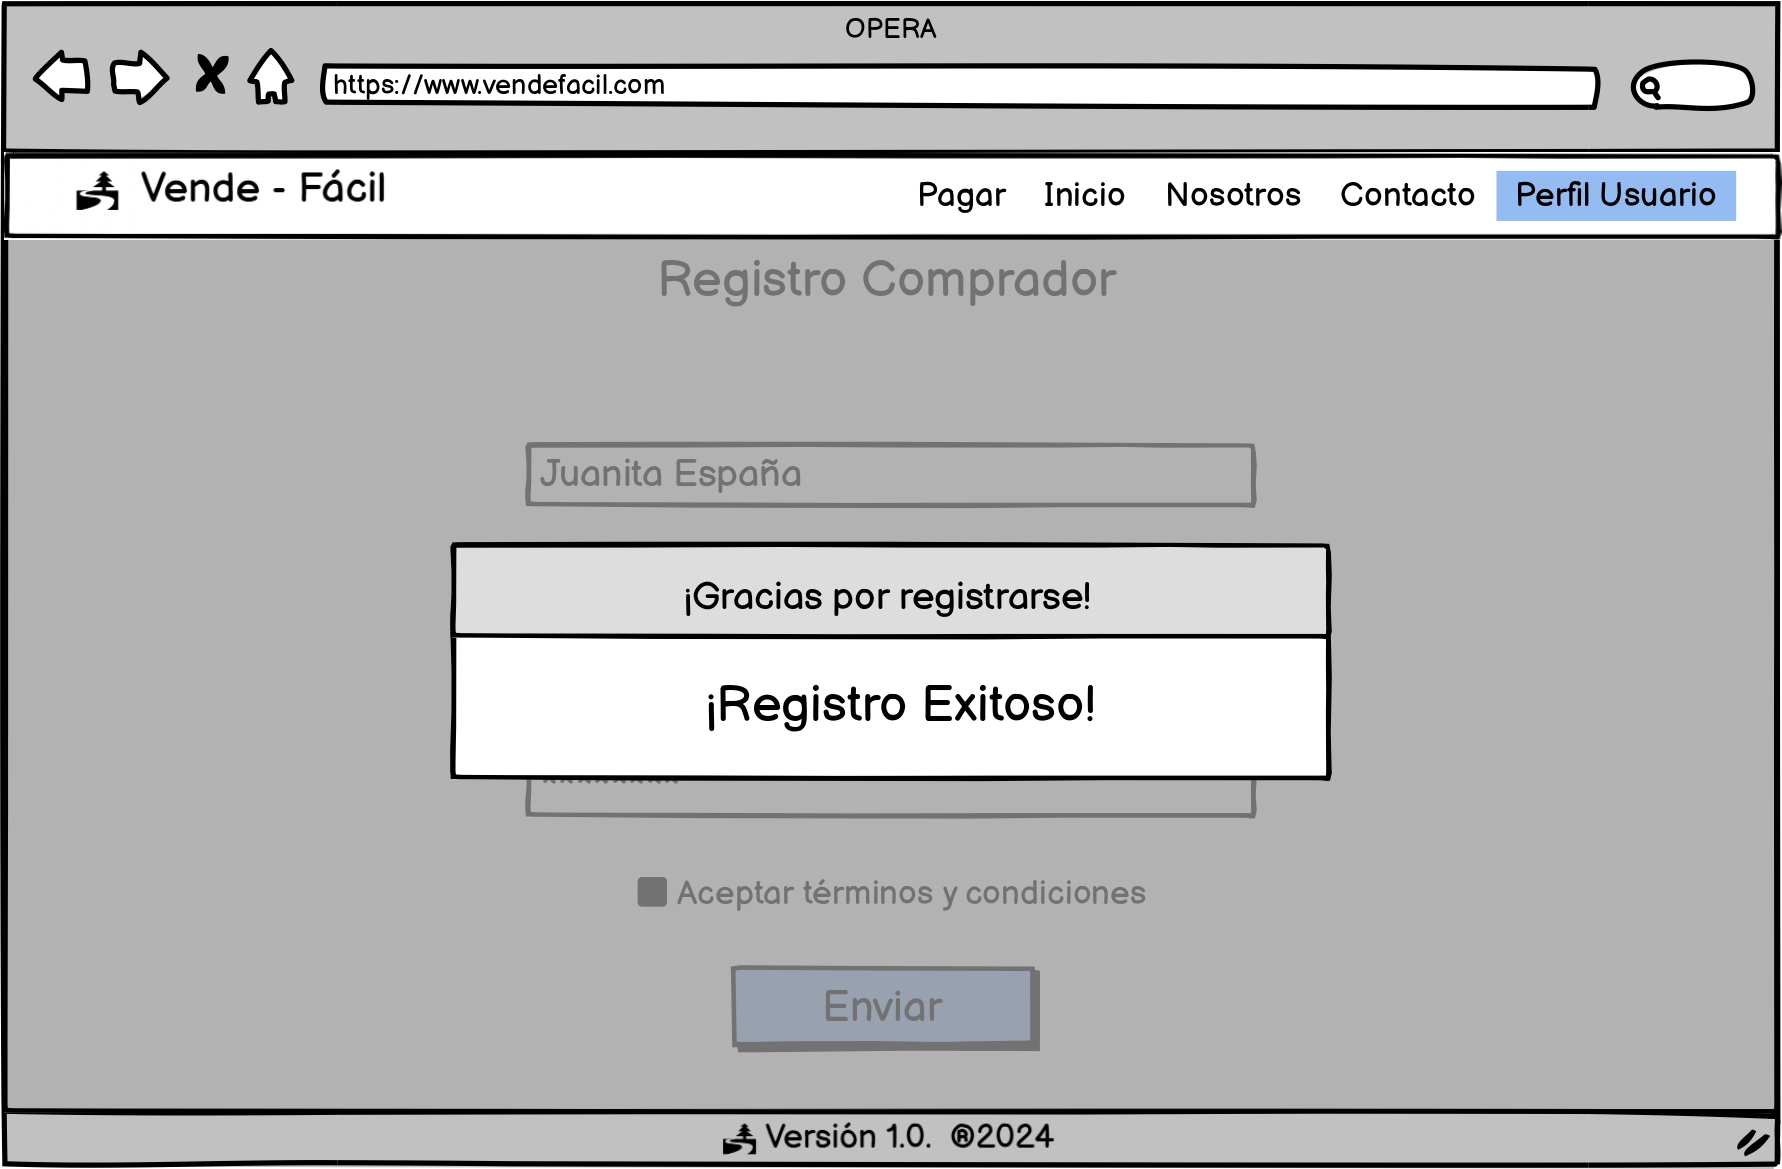 OPERA
https://www.vendefacil.com
Vende - Fácil
Pagar Inicio Nosotros Contacto Perfil Usuario
Registro Comprador
Juanita España
¡Gracias por registrarse!
¡Registro Exitoso!
Aceptar términos y condiciones
Enviar
Versión 1.0. ®2024